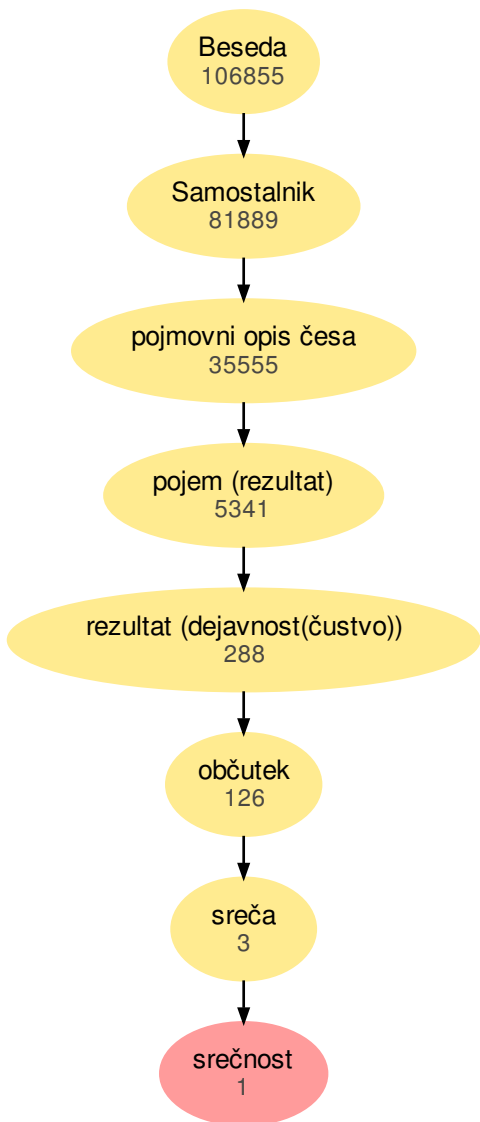 Beseda
106855
Samostalnik
81889
pojmovni opis česa
35555
pojem (rezultat)
5341
rezultat (dejavnost(čustvo))
288
občutek
126
sreča
3
srečnost
1